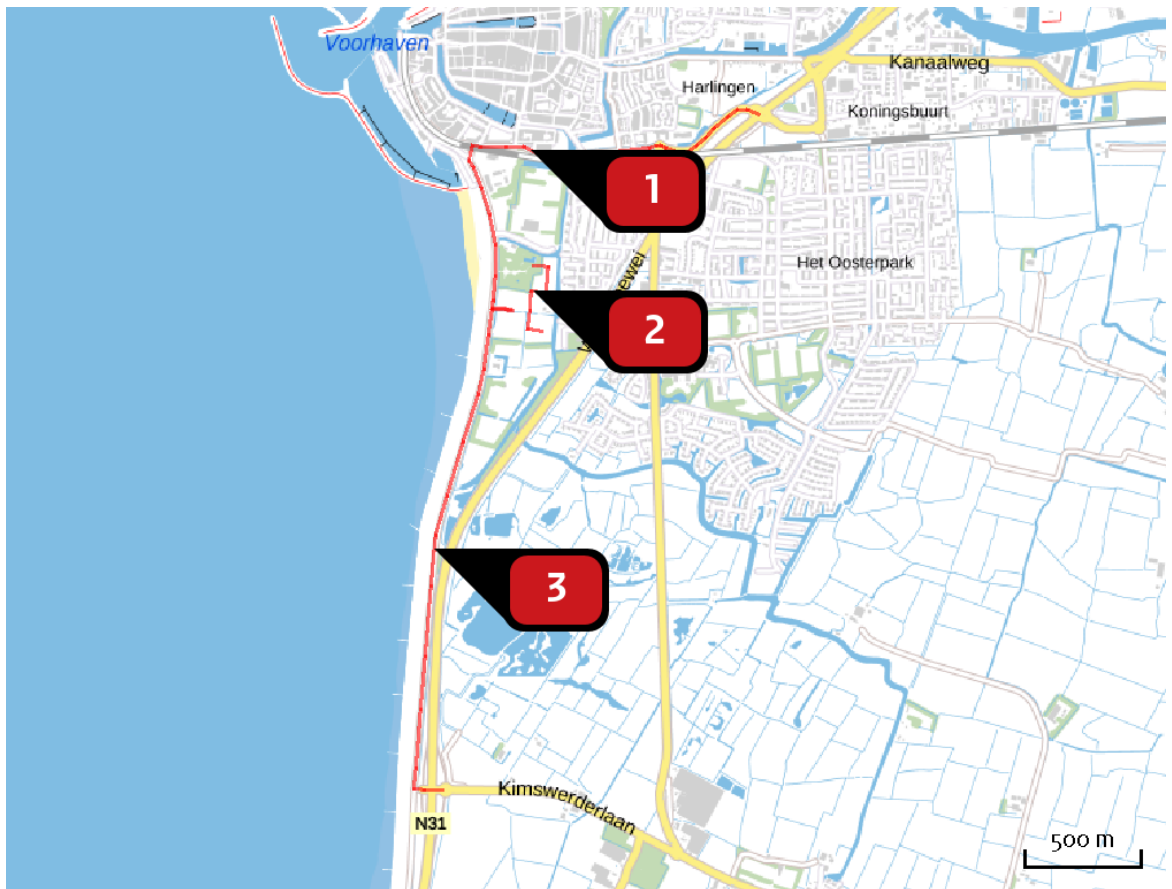 Voorhaven
Kanaalweg
Harlingen
Koningsbuurt
1
Het Oosterpark
2
3
Kimswerderlaan
N31
500 m